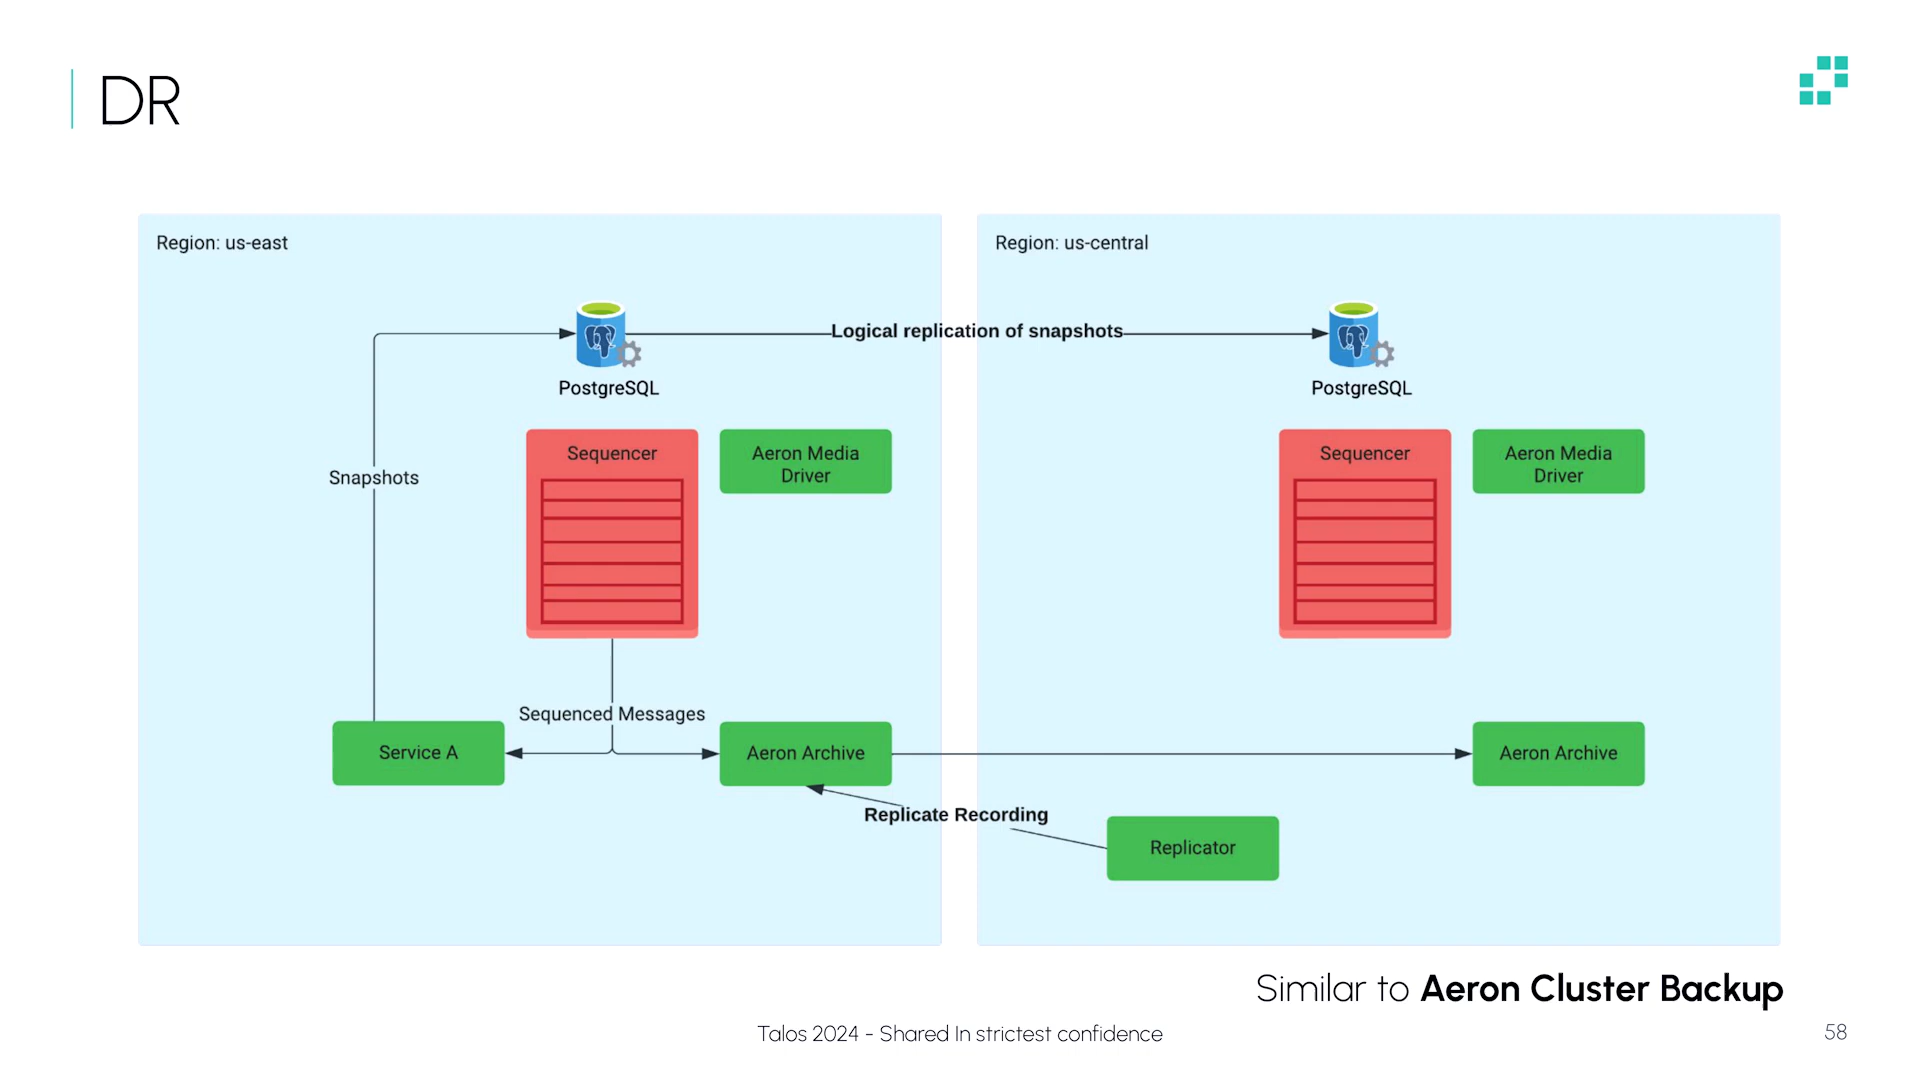 DR
Region: us-east
Region: us-central
Logical replication of snapshots
PostgreSQL
PostgreSQL
Sequencer
Aeron Media
Driver
Sequencer
Aeron Media
Driver
Snapshots
Sequenced Messages
Service A
Aeron Archive
Aeron Archive
Replicate Recording
Replicator
Similar to Aeron Cluster Backup
Talos 2024 - Shared In strictest confidence
58